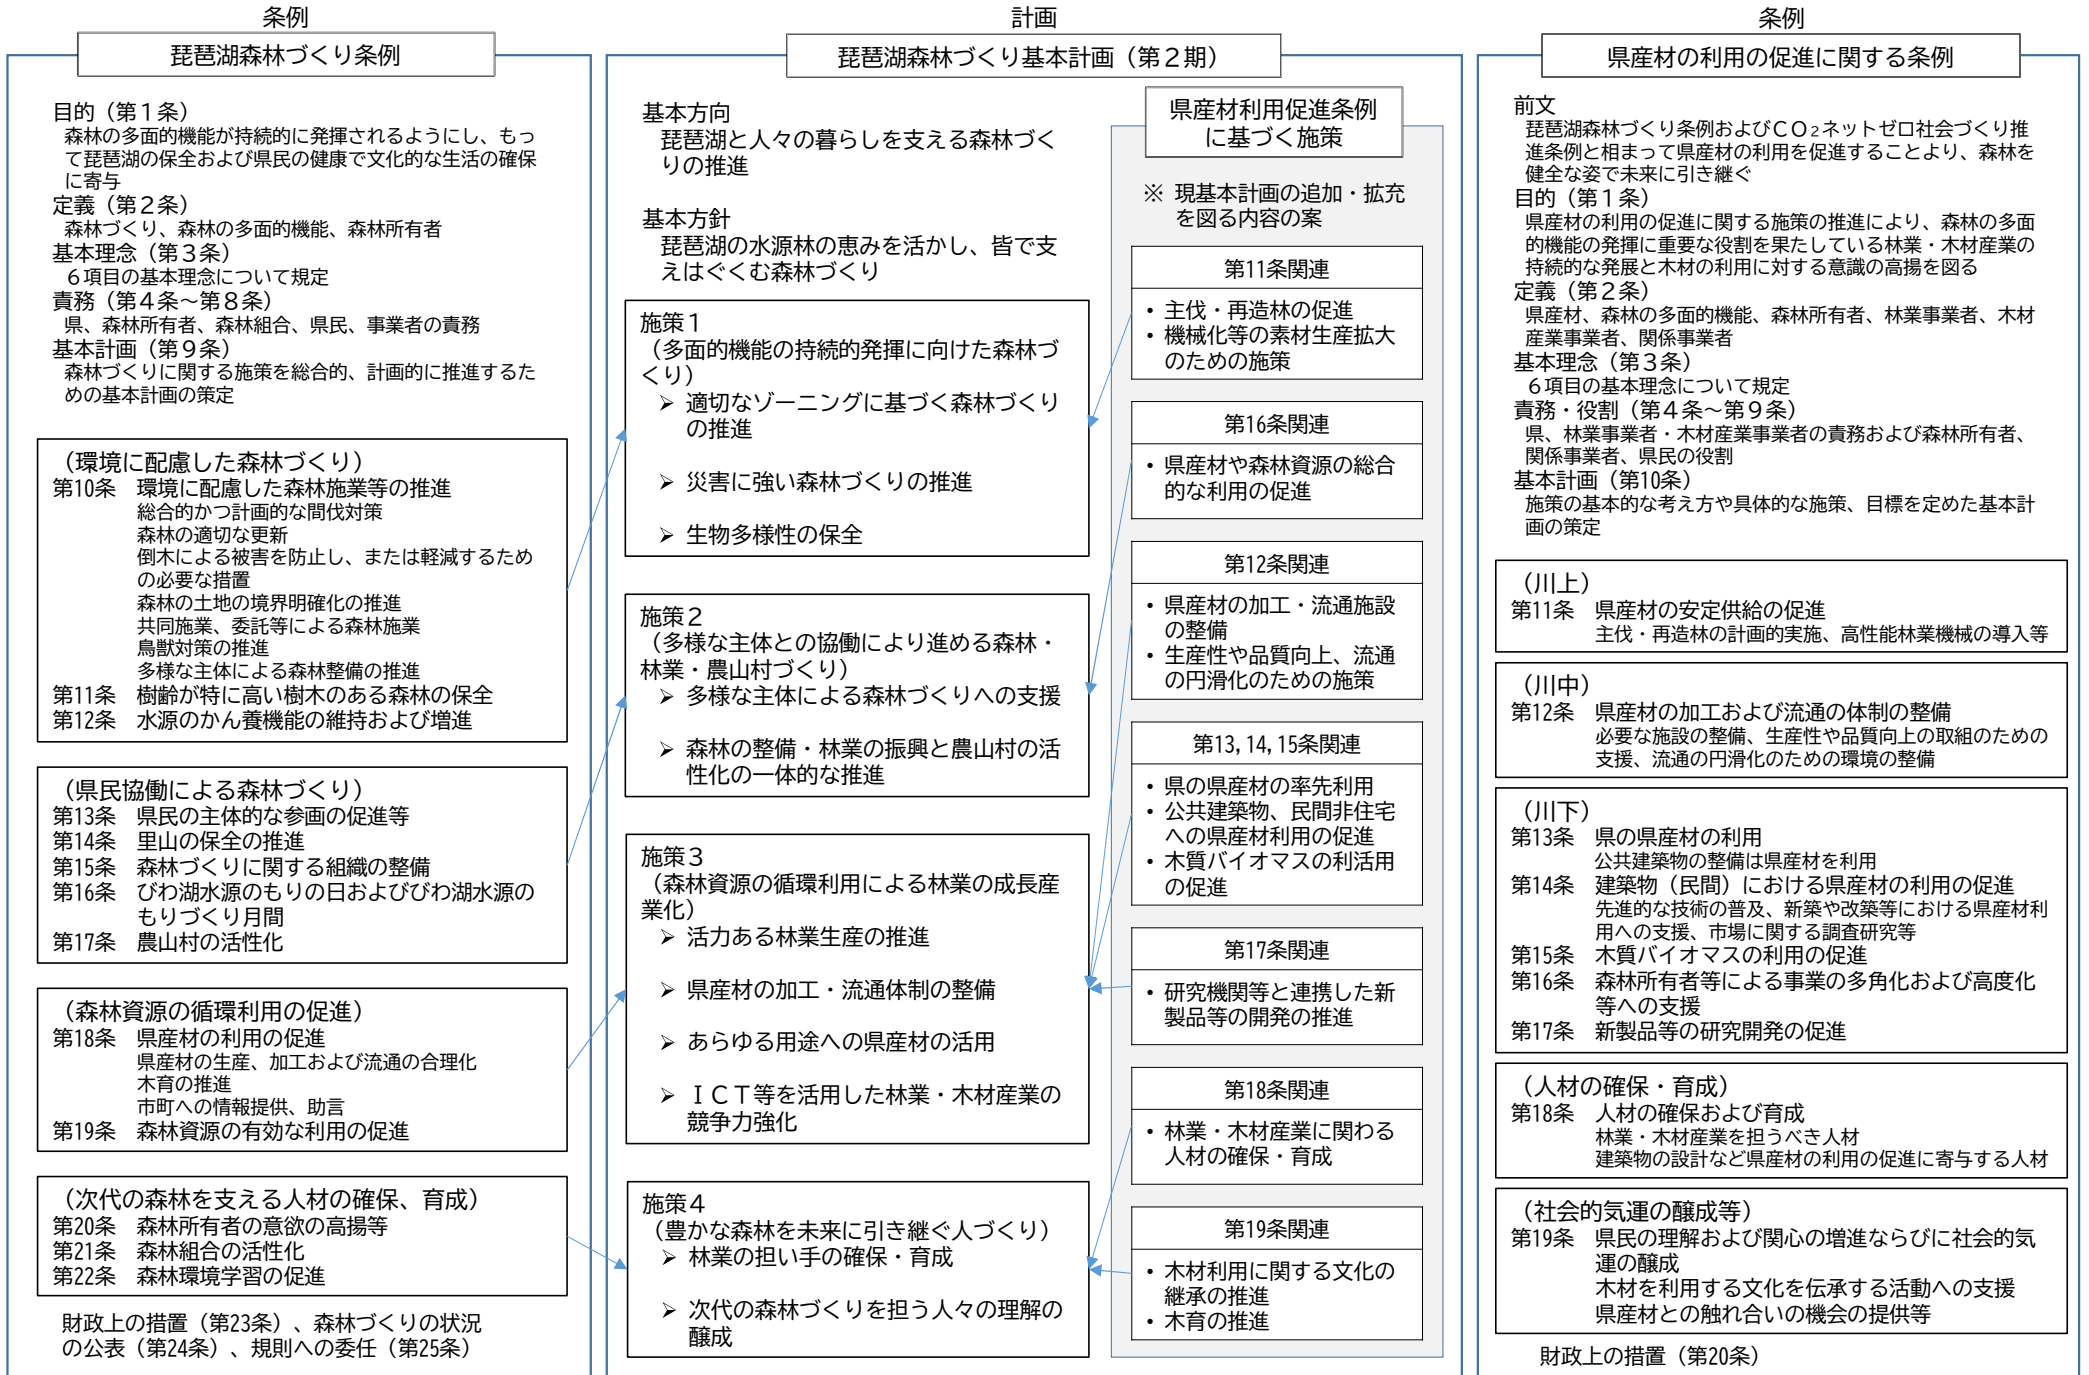 条例
琵琶湖森林づくり条例
目的（第１条）
森林の多面的機能が持続的に発揮されるようにし、もっ
て琵琶湖の保全および県民の健康で文化的な生活の確保
に寄与
定義（第２条）
森林づくり、森林の多面的機能、森林所有者
基本理念（第３条）
６項目の基本理念について規定
責務（第４条～第８条）
県、森林所有者、森林組合、県民、事業者の責務
基本計画（第９条）
森林づくりに関する施策を総合的、計画的に推進するた
めの基本計画の策定
（環境に配慮した森林づくり）
第10条　環境に配慮した森林施業等の推進
総合的かつ計画的な間伐対策
森林の適切な更新
倒木による被害を防止し、または軽減するため
の必要な措置
森林の土地の境界明確化の推進
共同施業、委託等による森林施業
鳥獣対策の推進
多様な主体による森林整備の推進
第11条　樹齢が特に高い樹木のある森林の保全
第12条　水源のかん養機能の維持および増進
（県民協働による森林づくり）
第13条　県民の主体的な参画の促進等
第14条　里山の保全の推進
第15条　森林づくりに関する組織の整備
第16条　びわ湖水源のもりの日およびびわ湖水源の
もりづくり月間
第17条　農山村の活性化
（森林資源の循環利用の促進）
第18条　県産材の利用の促進
県産材の生産、加工および流通の合理化
木育の推進
市町への情報提供、助言
第19条　森林資源の有効な利用の促進
（次代の森林を支える人材の確保、育成）
第20条　森林所有者の意欲の高揚等
第21条　森林組合の活性化
第22条　森林環境学習の促進
財政上の措置（第23条）、森林づくりの状況
の公表（第24条）、規則への委任（第25条）
計画
琵琶湖森林づくり基本計画（第２期）
基本方向
琵琶湖と人々の暮らしを支える森林づく
りの推進
基本方針
琵琶湖の水源林の恵みを活かし、皆で支
えはぐくむ森林づくり
施策１
（多面的機能の持続的発揮に向けた森林づ
くり）
➢ 適切なゾーニングに基づく森林づくり
の推進
➢ 災害に強い森林づくりの推進
➢ 生物多様性の保全
施策２
（多様な主体との協働により進める森林・
林業・農山村づくり）
➢ 多様な主体による森林づくりへの支援
➢ 森林の整備・林業の振興と農山村の活
性化の一体的な推進
施策３
（森林資源の循環利用による林業の成長産
業化）
➢ 活力ある林業生産の推進
➢ 県産材の加工・流通体制の整備
➢ あらゆる用途への県産材の活用
➢ ＩＣＴ等を活用した林業・木材産業の
競争力強化
施策４
（豊かな森林を未来に引き継ぐ人づくり）
➢ 林業の担い手の確保・育成
➢ 次代の森林づくりを担う人々の理解の
醸成
県産材利用促進条例
に基づく施策
※ 現基本計画の追加・拡充
を図る内容の案
第11条関連
• 主伐・再造林の促進
• 機械化等の素材生産拡大
のための施策
第16条関連
• 県産材や森林資源の総合
的な利用の促進
第12条関連
• 県産材の加工・流通施設
の整備
• 生産性や品質向上、流通
の円滑化のための施策
第13,14,15条関連
• 県の県産材の率先利用
• 公共建築物、民間非住宅
への県産材利用の促進
• 木質バイオマスの利活用
の促進
第17条関連
• 研究機関等と連携した新
製品等の開発の推進
第18条関連
• 林業・木材産業に関わる
人材の確保・育成
第19条関連
• 木材利用に関する文化の
継承の推進
• 木育の推進
条例
県産材の利用の促進に関する条例
前文
琵琶湖森林づくり条例およびＣＯ₂ネットゼロ社会づくり推
進条例と相まって県産材の利用を促進することより、森林を
健全な姿で未来に引き継ぐ
目的（第１条）
県産材の利用の促進に関する施策の推進により、森林の多面
的機能の発揮に重要な役割を果たしている林業・木材産業の
持続的な発展と木材の利用に対する意識の高揚を図る
定義（第２条）
県産材、森林の多面的機能、森林所有者、林業事業者、木材
産業事業者、関係事業者
基本理念（第３条）
６項目の基本理念について規定
責務・役割（第４条～第９条）
県、林業事業者・木材産業事業者の責務および森林所有者、
関係事業者、県民の役割
基本計画（第10条）
施策の基本的な考え方や具体的な施策、目標を定めた基本計
画の策定
（川上）
第11条　県産材の安定供給の促進
主伐・再造林の計画的実施、高性能林業機械の導入等
（川中）
第12条　県産材の加工および流通の体制の整備
必要な施設の整備、生産性や品質向上の取組のための
支援、流通の円滑化のための環境の整備
（川下）
第13条　県の県産材の利用
公共建築物の整備は県産材を利用
第14条　建築物（民間）における県産材の利用の促進
先進的な技術の普及、新築や改築等における県産材利
用への支援、市場に関する調査研究等
第15条　木質バイオマスの利用の促進
第16条　森林所有者等による事業の多角化および高度化
等への支援
第17条　新製品等の研究開発の促進
（人材の確保・育成）
第18条　人材の確保および育成
林業・木材産業を担うべき人材
建築物の設計など県産材の利用の促進に寄与する人材
（社会的気運の醸成等）
第19条　県民の理解および関心の増進ならびに社会的気
運の醸成
木材を利用する文化を伝承する活動への支援
県産材との触れ合いの機会の提供等
財政上の措置（第20条）